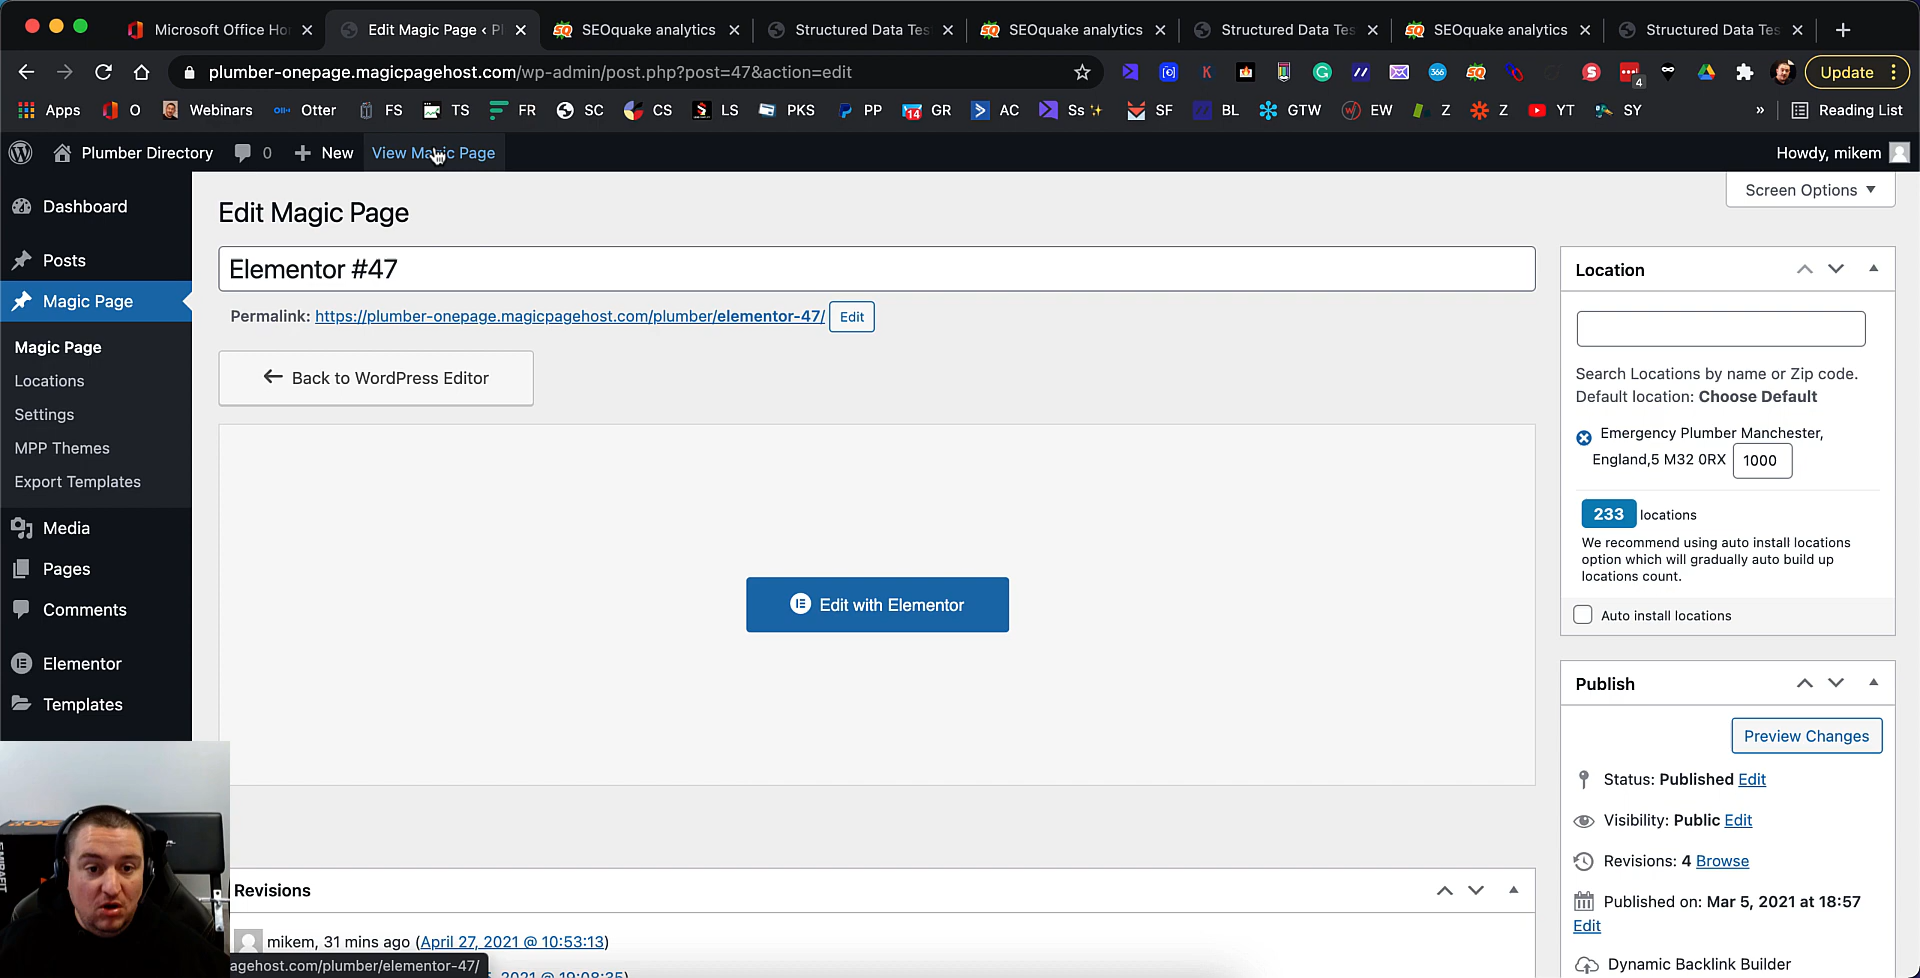 Microsoft Office Ho
Edit Magic Page ‹ Pl
SEOquake analytics
Structured Data Tes
SEOquake analytics
Structured Data Tes
SEOquake analytics
Structured Data Tes
plumber-onepage.magicpagehost.com/wp-admin/post.php?post=47&action=edit
Update
Apps
O
Webinars
Otter
FS
TS
FR
SC
CS
LS
PKS
PP
GR
AC
Ss
SF
BL
GTW
EW
Z
Z
YT
SY
»
Reading List
Plumber Directory
0
New
View Magic Page
Howdy, mikem
Screen Options
Dashboard
Posts
Magic Page
Magic Page
Locations
Settings
MPP Themes
Export Templates
Media
Pages
Comments
Elementor
Templates
Edit Magic Page
Elementor #47
Permalink: https://plumber-onepage.magicpagehost.com/plumber/elementor-47/ Edit
Back to WordPress Editor
Edit with Elementor
Revisions
mikem, 31 mins ago (April 27, 2021 @ 10:53:13)
agehost.com/plumber/elementor-47/
Location
Search Locations by name or Zip code.
Default location: Choose Default
Emergency Plumber Manchester,
England,5 M32 0RX 1000
233 locations
We recommend using auto install locations
option which will gradually auto build up
locations count.
Auto install locations
Publish
Preview Changes
Status: Published Edit
Visibility: Public Edit
Revisions: 4 Browse
Published on: Mar 5, 2021 at 18:57
Edit
Dynamic Backlink Builder